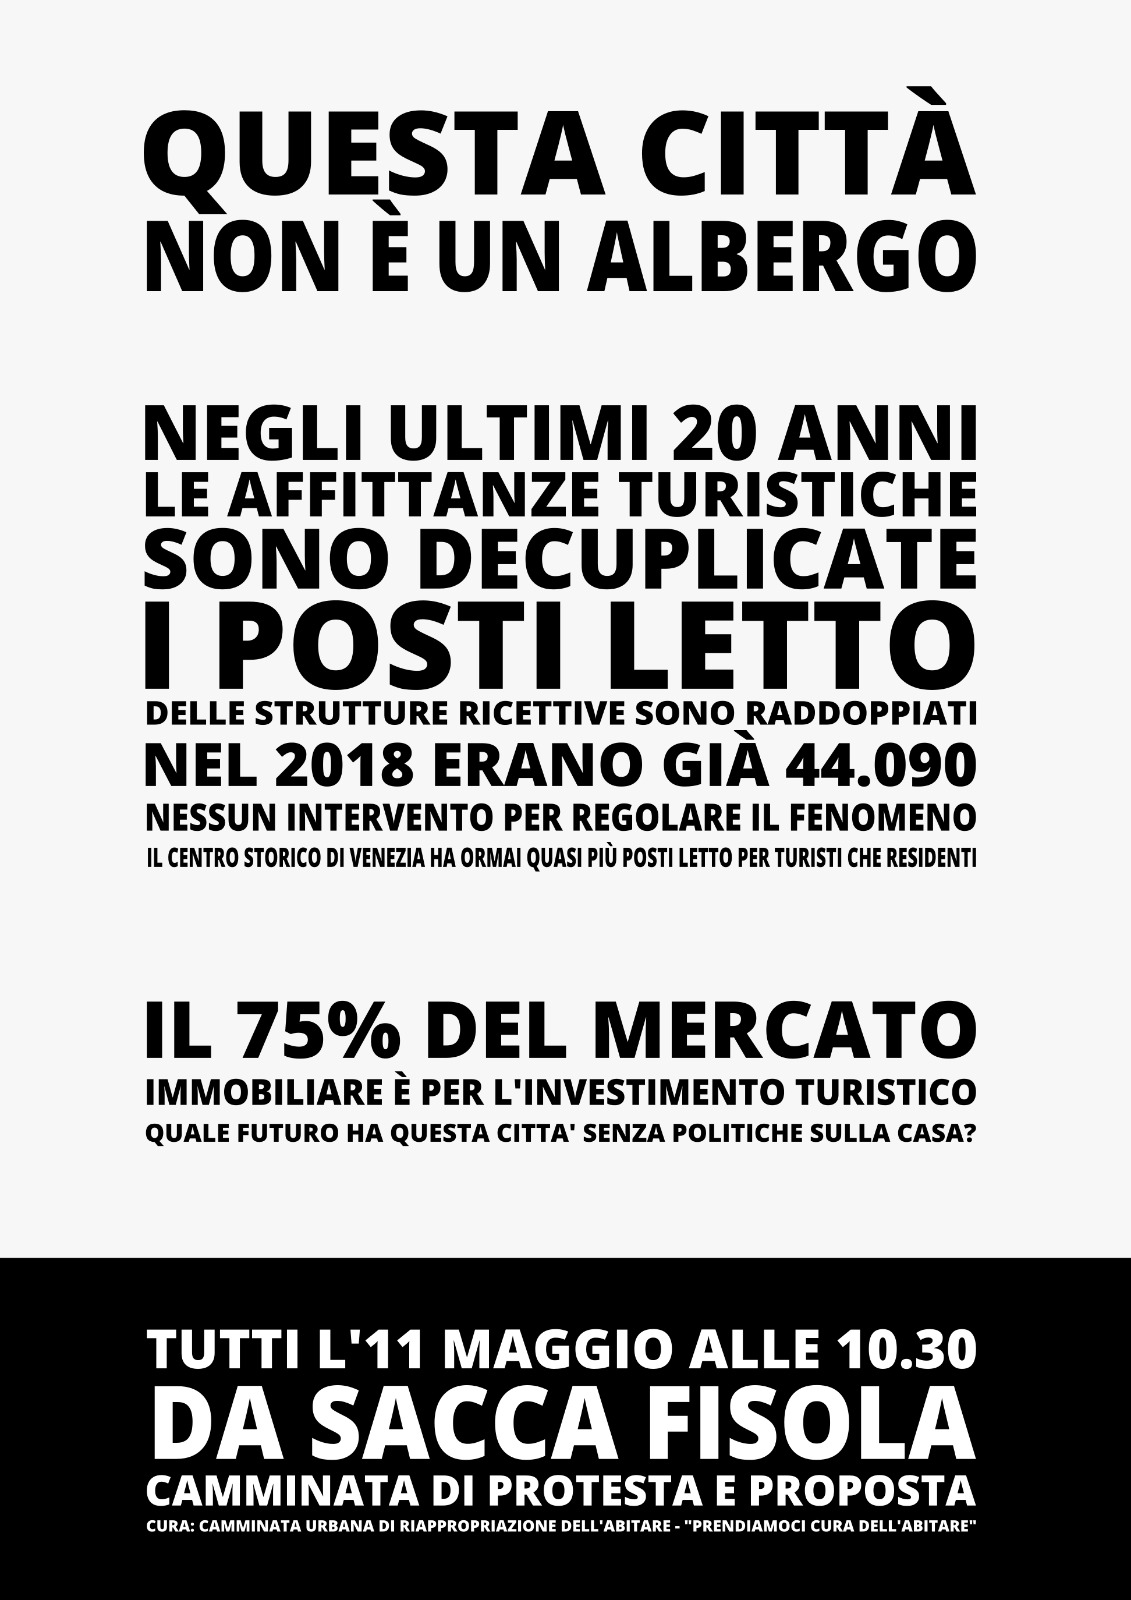 QUESTA CITTÀ
NON È UN ALBERGO
NEGLI ULTIMI 20 ANNI
LE AFFITTANZE TURISTICHE
SONO DECUPLICATE
I POSTI LETTO
DELLE STRUTTURE RICETTIVE SONO RADDOPPIATI
NEL 2018 ERANO GIÀ 44.090
NESSUN INTERVENTO PER REGOLARE IL FENOMENO
IL CENTRO STORICO DI VENEZIA HA ORMAI QUASI PIÙ POSTI LETTO PER TURISTI CHE RESIDENTI
IL 75% DEL MERCATO
IMMOBILIARE È PER L'INVESTIMENTO TURISTICO
QUALE FUTURO HA QUESTA CITTA' SENZA POLITICHE SULLA CASA?
TUTTI L'11 MAGGIO ALLE 10.30
DA SACCA FISOLA
CAMMINATA DI PROTESTA E PROPOSTA
CURA: CAMMINATA URBANA DI RIAPPROPRIAZIONE DELL'ABITARE - "PRENDIAMOCI CURA DELL'ABITARE"